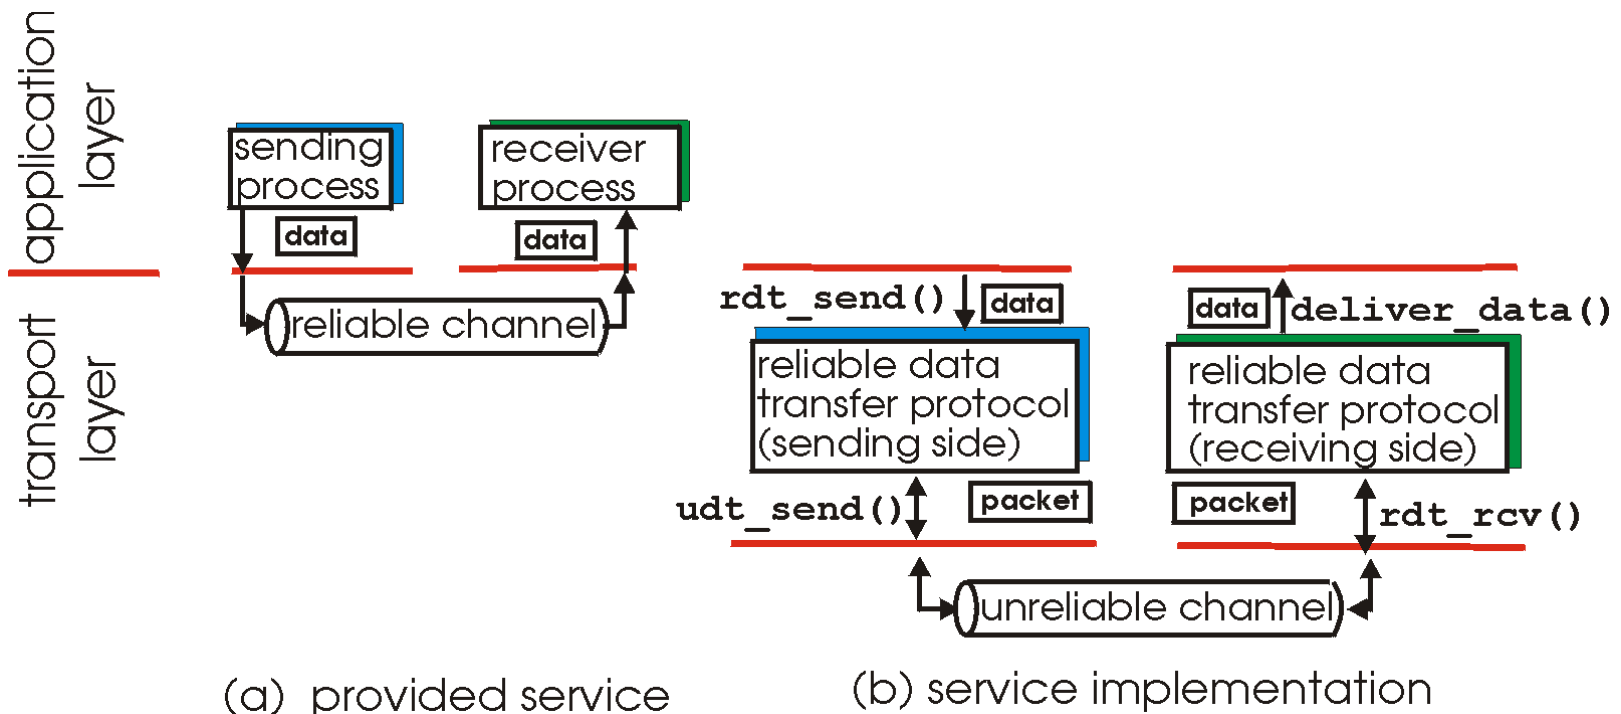 application
layer
transport
layer
sending
process
data
receiver
process
data
reliable channel
(a) provided service
rdt_send()
data
reliable data
transfer protocol
(sending side)
udt_send()
packet
data
deliver_data()
reliable data
transfer protocol
(receiving side)
packet
rdt_rcv()
unreliable channel
(b) service implementation